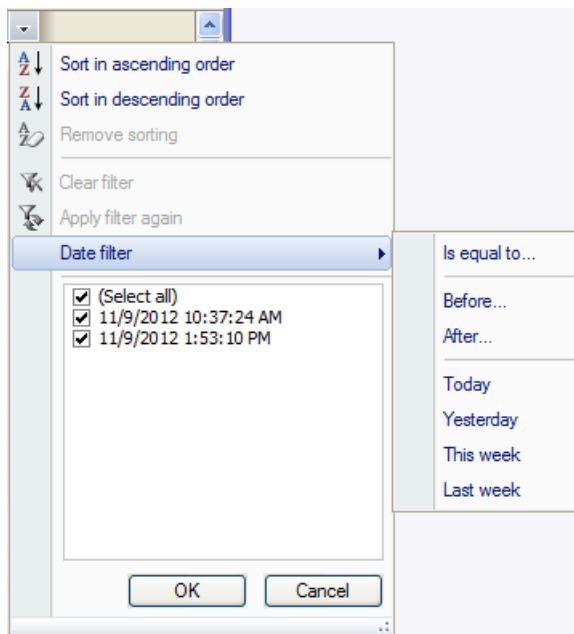 Sort in ascending order
Sort in descending order
Remove sorting
Clear filter
Apply filter again
Date filter
(Select all)
11/9/2012 10:37:24 AM
11/9/2012 1:53:10 PM
OK Cancel
Is equal to...
Before...
After...
Today
Yesterday
This week
Last week